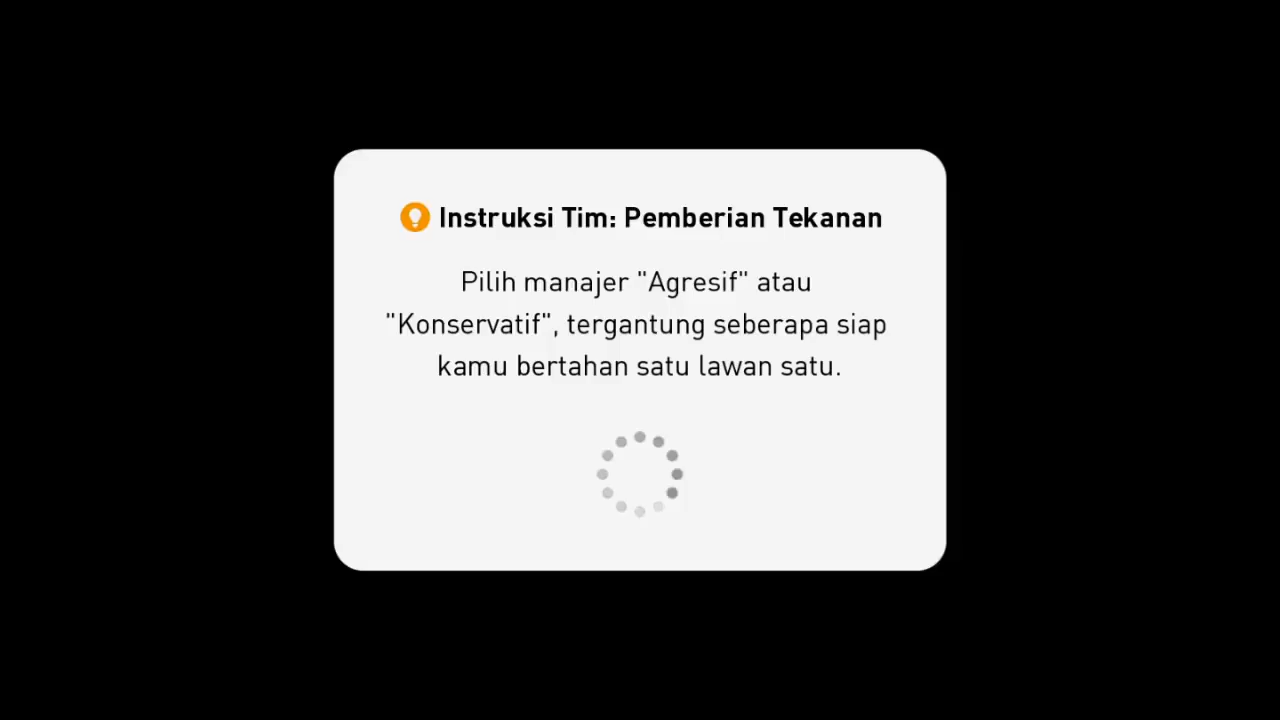 Instruksi Tim: Pemberian Tekanan
Pilih manajer "Agresif" atau
"Konservatif", tergantung seberapa siap
kamu bertahan satu lawan satu.